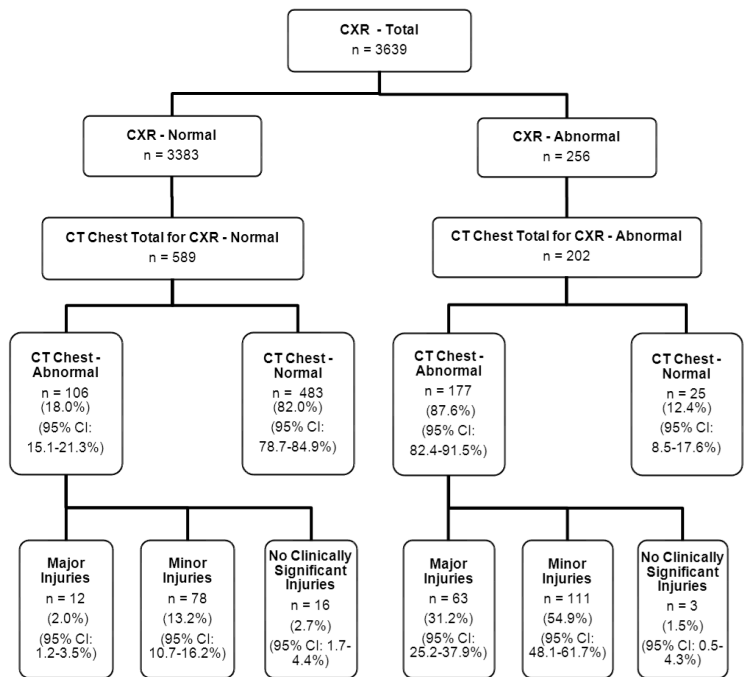 CXR - Total
n = 3639
CXR - Normal
n = 3383
CXR - Abnormal
n = 256
CT Chest Total for CXR - Normal
n = 589
CT Chest Total for CXR - Abnormal
n = 202
CT Chest -
Abnormal
n = 106
(18.0%)
(95% CI:
15.1-21.3%)
CT Chest -
Normal
n = 483
(82.0%)
(95% CI:
78.7-84.9%)
CT Chest -
Abnormal
n = 177
(87.6%)
(95% CI:
82.4-91.5%)
CT Chest -
Normal
n = 25
(12.4%)
(95% CI:
8.5-17.6%)
Major
Injuries
n = 12
(2.0%)
(95% CI:
1.2-3.5%)
Minor
Injuries
n = 78
(13.2%)
(95% CI:
10.7-16.2%)
No Clinically
Significant
Injuries
n = 16
(2.7%)
(95% CI: 1.7-
4.4%)
Major
Injuries
n = 63
(31.2%)
(95% CI:
25.2-37.9%)
Minor
Injuries
n = 111
(54.9%)
(95% CI:
48.1-61.7%)
No Clinically
Significant
Injuries
n = 3
(1.5%)
(95% CI: 0.5-
4.3%)